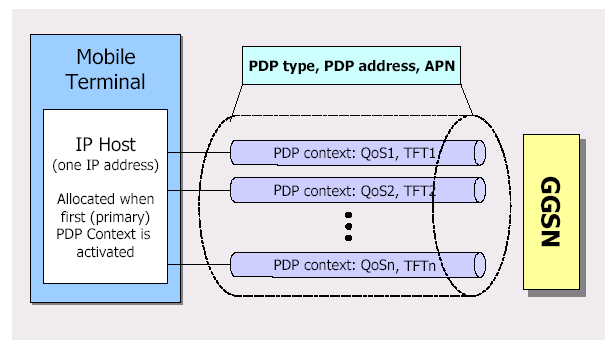 Mobile
Terminal
IP Host
(one IP address)
Allocated when
first (primary)
PDP Context is
activated
PDP type, PDP address, APN
PDP context: QoS1, TFT1
PDP context: QoS2, TFT2
PDP context: QoSn, TFTn
GGSN